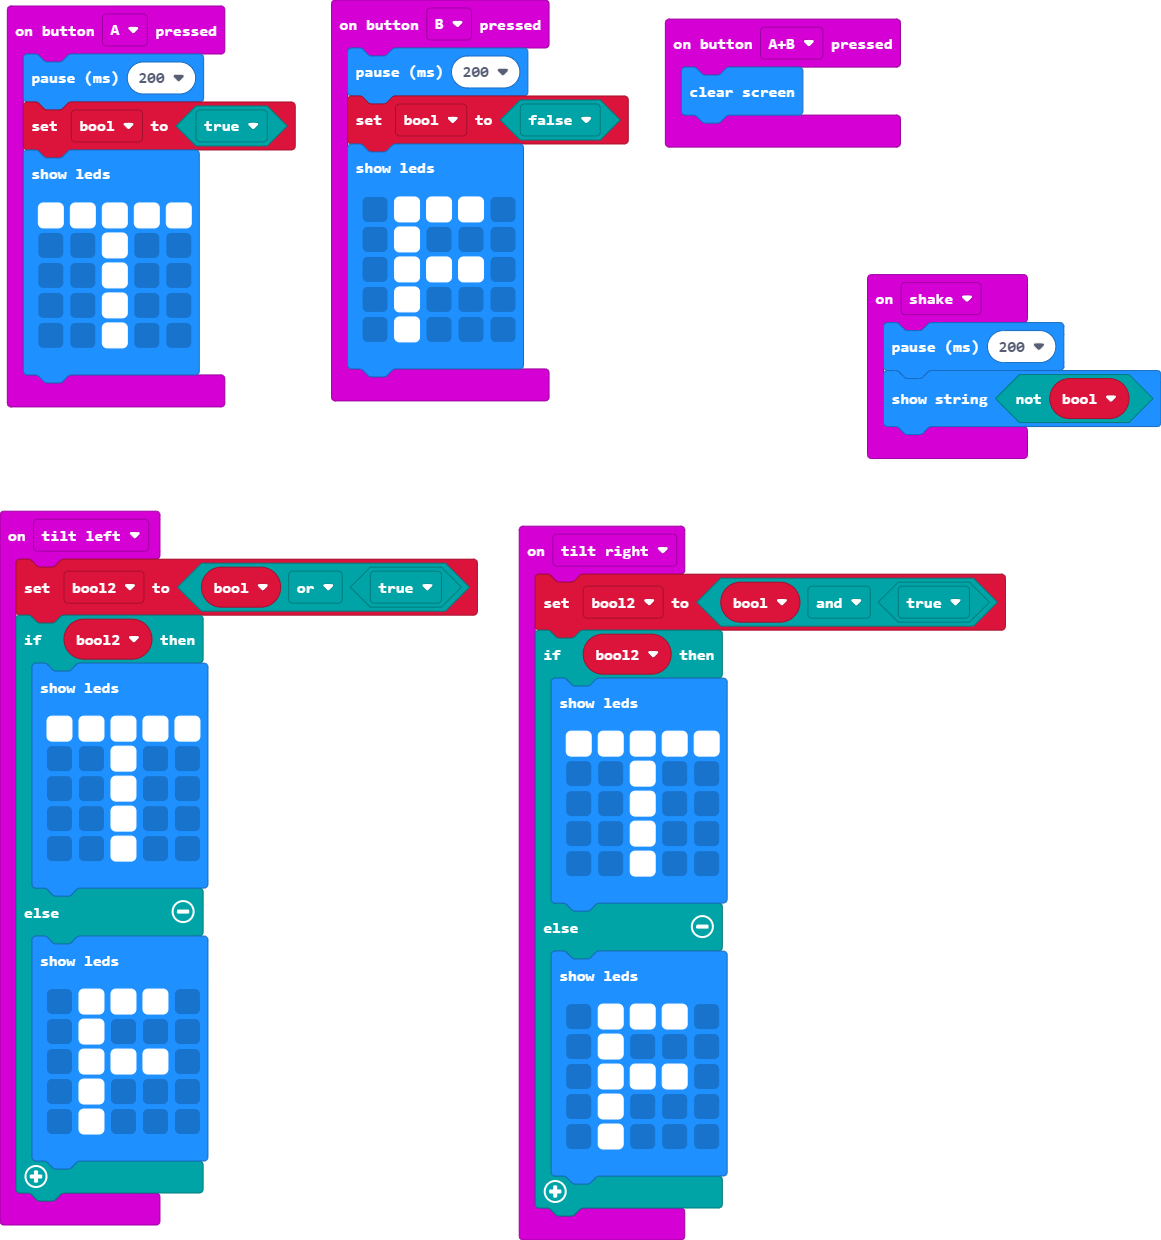 on button A pressed
pause (ms) 200
set bool to true
show leds
on button B pressed
pause (ms) 200
set bool to false
show leds
on button A+B pressed
clear screen
on shake
pause (ms) 200
show string not bool
on tilt left
set bool2 to bool or true
if bool2 then
show leds
else
show leds
on tilt right
set bool2 to bool and true
if bool2 then
show leds
else
show leds